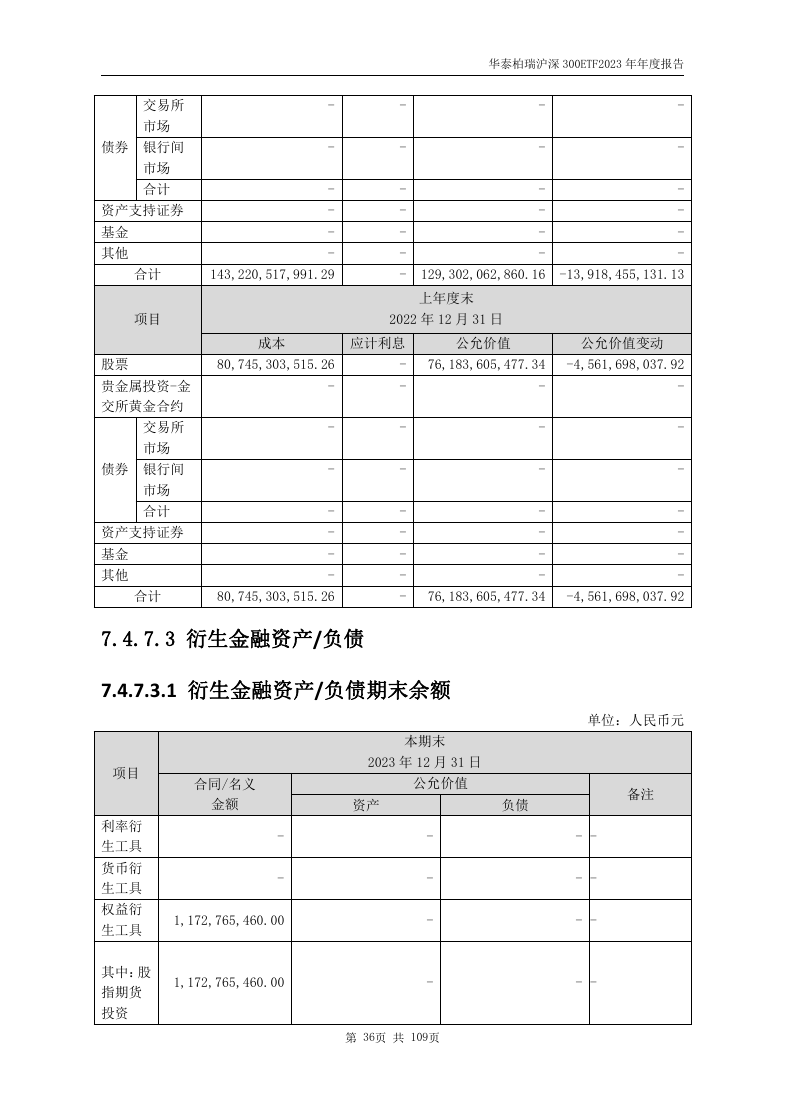 华泰柏瑞沪深 300ETF2023 年年度报告
债券 交易所市场 - - - -
银行间市场 - - - -
合计 - - - -
资产支持证券 - - - -
基金 - - - -
其他 - - - -
合计 143,220,517,991.29 - 129,302,062,860.16 -13,918,455,131.13
项目 上年度末
2022 年 12 月 31 日
成本 应计利息 公允价值 公允价值变动
股票 80,745,303,515.26 - 76,183,605,477.34 -4,561,698,037.92
贵金属投资-金交所黄金合约 - - - -
债券 交易所市场 - - - -
银行间市场 - - - -
合计 - - - -
资产支持证券 - - - -
基金 - - - -
其他 - - - -
合计 80,745,303,515.26 - 76,183,605,477.34 -4,561,698,037.92
7.4.7.3 衍生金融资产/负债
7.4.7.3.1 衍生金融资产/负债期末余额
单位：人民币元
项目 本期末
2023 年 12 月 31 日
合同/名义金额 公允价值 备注
资产 负债
利率衍生工具 - - - -
货币衍生工具 - - - -
权益衍生工具 1,172,765,460.00 - - -
其中:股指期货投资 1,172,765,460.00 - - -
第 36页 共 109页